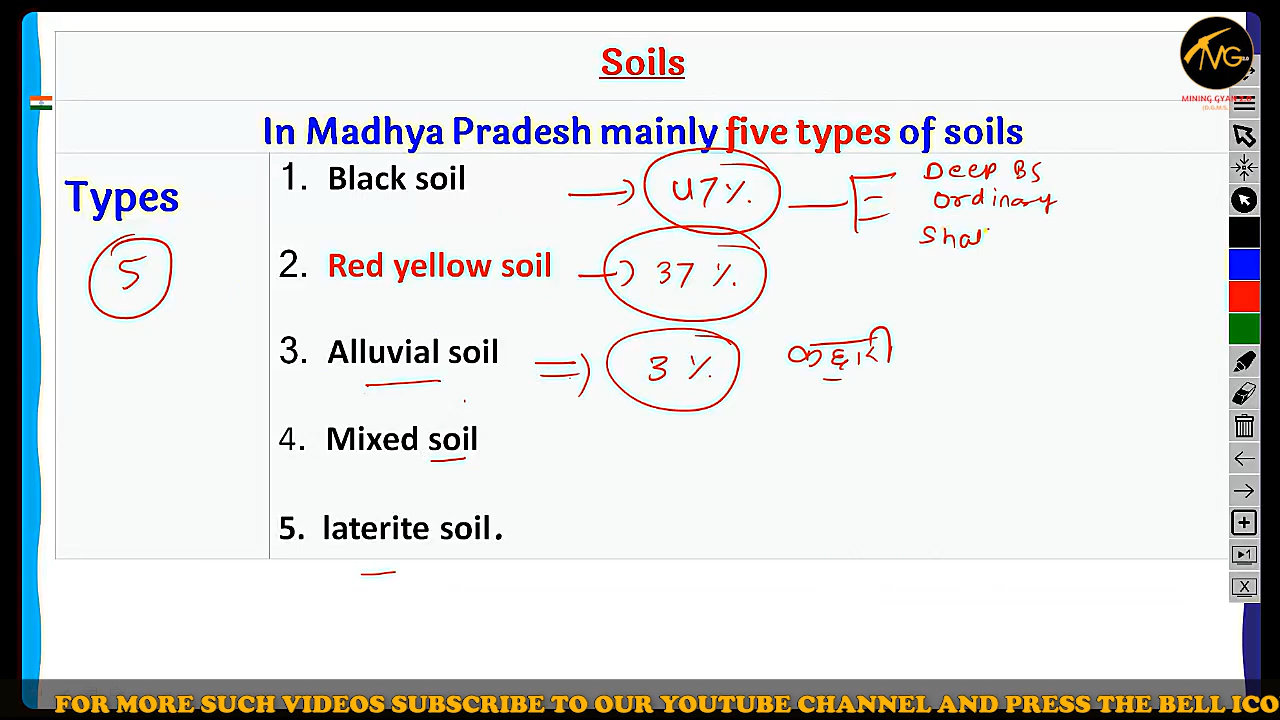 Soils
MINING GYAN 2.0
(D.G.M.S.)
In Madhya Pradesh mainly five types of soils
Types
5
1. Black soil → 47 %.
Deep BS
Ordinary
Shal
2. Red yellow soil → 37 %.
3. Alluvial soil ⇒ 3 %.
4. Mixed soil
5. laterite soil.
FOR MORE SUCH VIDEOS SUBSCRIBE TO OUR YOUTUBE CHANNEL AND PRESS THE BELL ICO